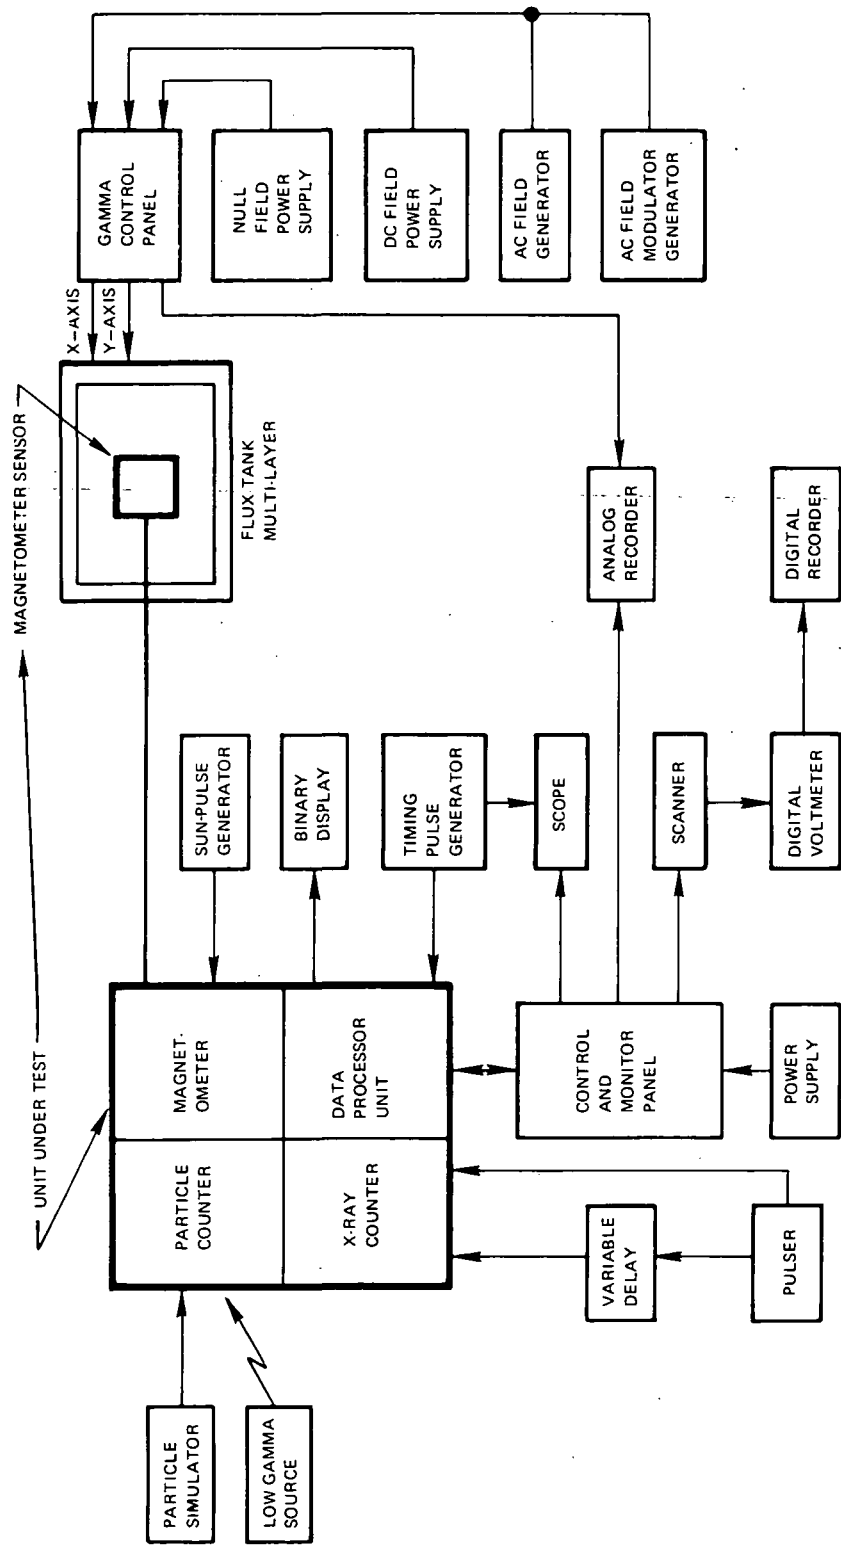 UNIT UNDER TEST
MAGNETOMETER SENSOR
X-AXIS
Y-AXIS
GAMMA
CONTROL
PANEL
FLUX TANK
MULTI-LAYER
NULL
FIELD
POWER
SUPPLY
DC FIELD
POWER
SUPPLY
AC FIELD
GENERATOR
AC FIELD
MODULATOR
GENERATOR
PARTICLE
SIMULATOR
LOW GAMMA
SOURCE
PARTICLE
COUNTER
MAGNET-
OMETER
X-RAY
COUNTER
DATA
PROCESSOR
UNIT
SUN-PULSE
GENERATOR
BINARY
DISPLAY
TIMING
PULSE
GENERATOR
SCOPE
ANALOG
RECORDER
VARIABLE
DELAY
CONTROL
AND
MONITOR
PANEL
SCANNER
PULSER
POWER
SUPPLY
DIGITAL
VOLTMETER
DIGITAL
RECORDER